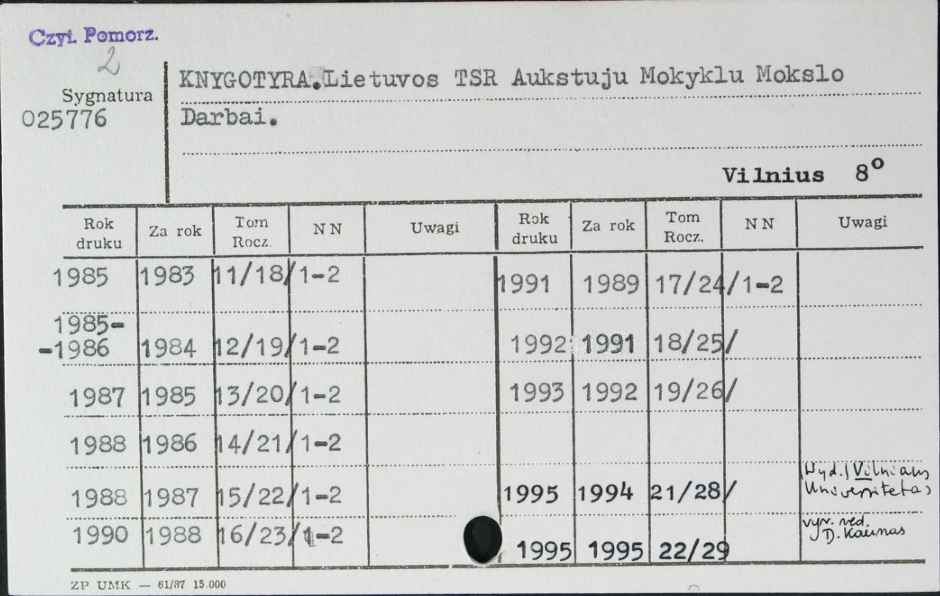 Czyt. Pomorz.
2
Sygnatura
025776
KNYGOTYRA.Lietuvos TSR Aukstuju Mokyklu Mokslo
Darbai.
Vilnius 8º
Rok druku Za rok Tom Rocz. NN Uwagi Rok druku Za rok Tom Rocz. NN Uwagi
1985 1983 11/18/ 1-2 1991 1989 17/24/ 1-2
1985-
-1986 1984 12/19/ 1-2 1992 1991 18/25/
1987 1985 13/20/ 1-2 1993 1992 19/26/
1988 1986 14/21/ 1-2
1988 1987 15/22/ 1-2 1995 1994 21/28/ (Wyd.) Vilniaus
Universitetas
1990 1988 16/23/ 1-2 1995 1995 22/29 vyr. red.
D. Kaunas
ZP UMK — 61/87 15.000